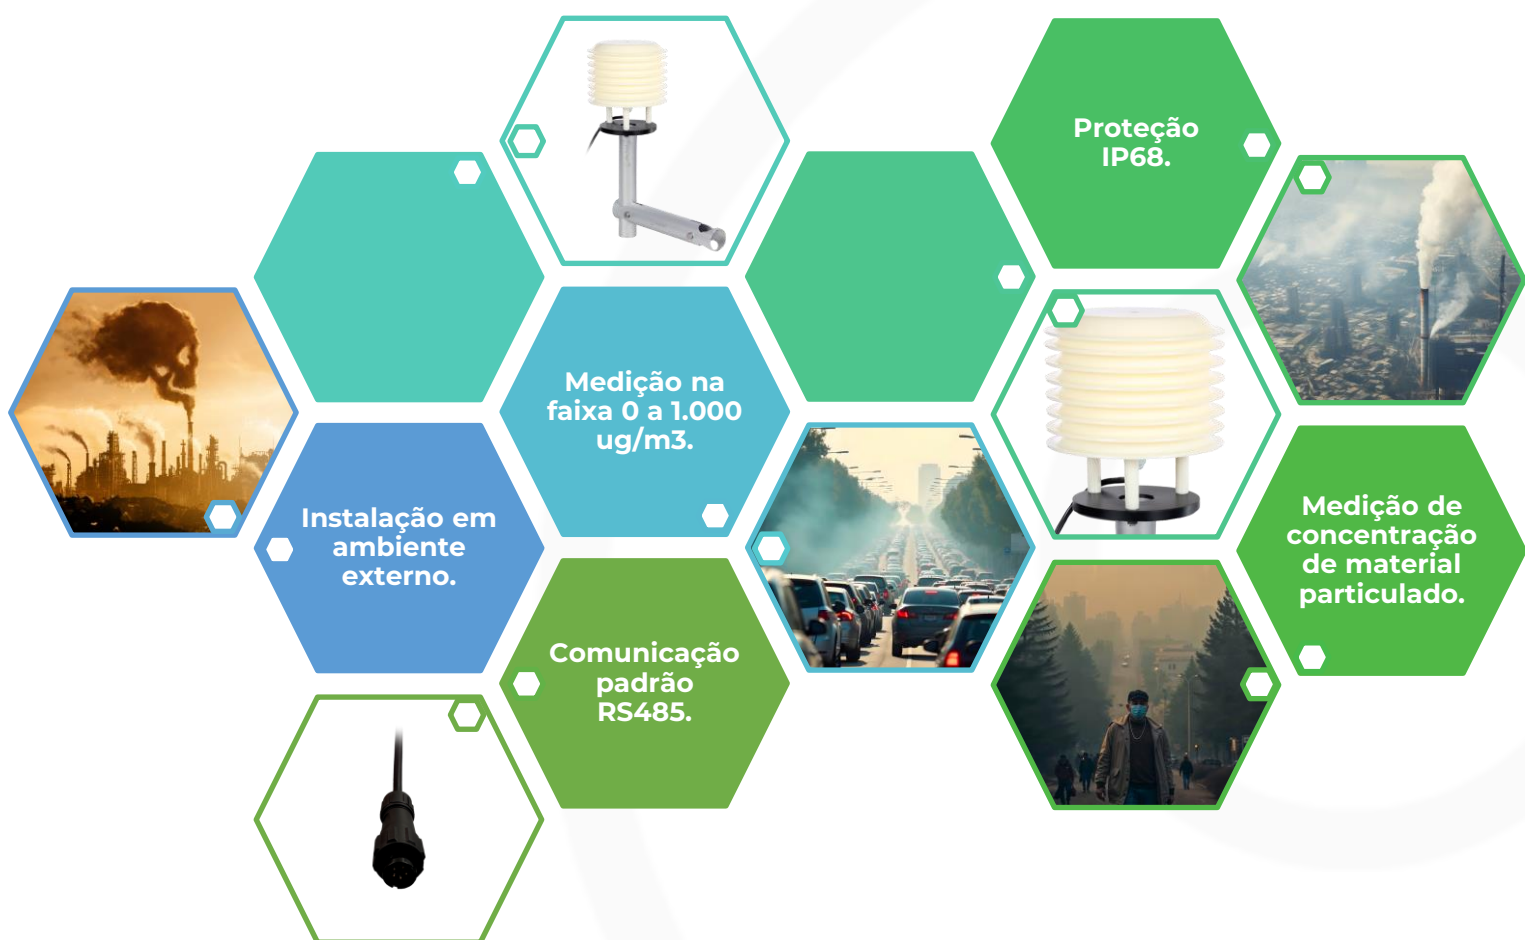 Proteção
IP68.
Medição na
faixa 0 a 1.000
ug/m3.
Instalação em
ambiente
externo.
Medição de
concentração
de material
particulado.
Comunicação
padrão
RS485.